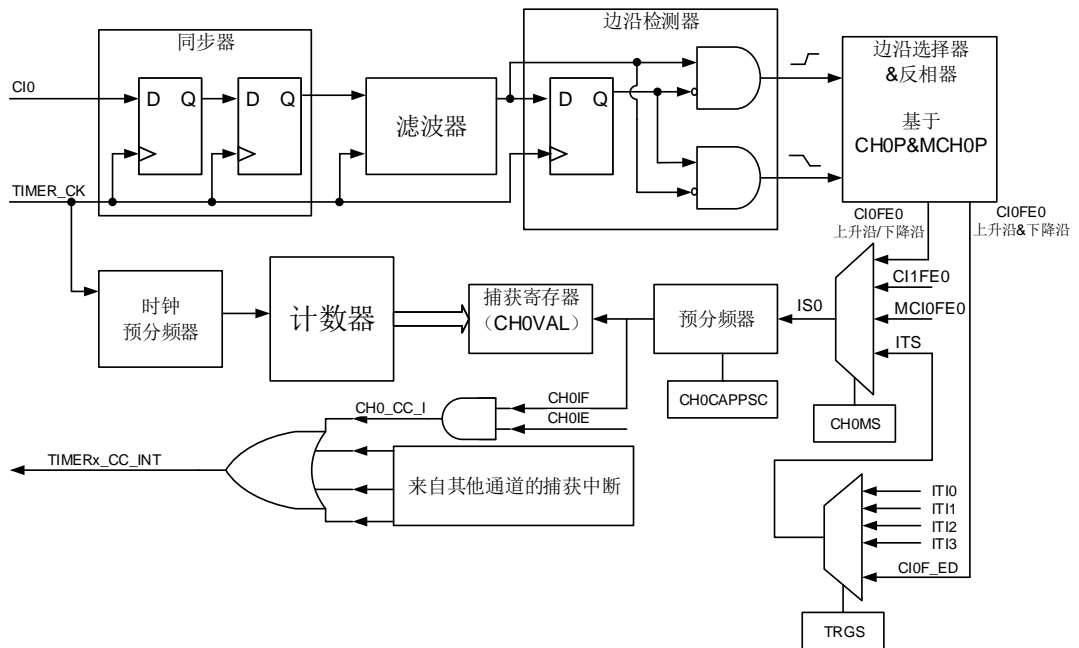 同步器
边沿检测器
CI0
D Q
D Q
滤波器
D Q
边沿选择器
&反相器
基于
CH0P&MCH0P
TIMER_CK
CI0FE0
上升沿/下降沿
CI0FE0
上升沿&下降沿
时钟
预分频器
计数器
捕获寄存器
（CH0VAL）
预分频器
IS0
CI1FE0
MCI0FE0
ITS
CH0CAPPSC
CH0MS
CH0_CC_I
CH0IF
CH0IE
TIMERx_CC_INT
来自其他通道的捕获中断
ITI0
ITI1
ITI2
ITI3
CI0F_ED
TRGS